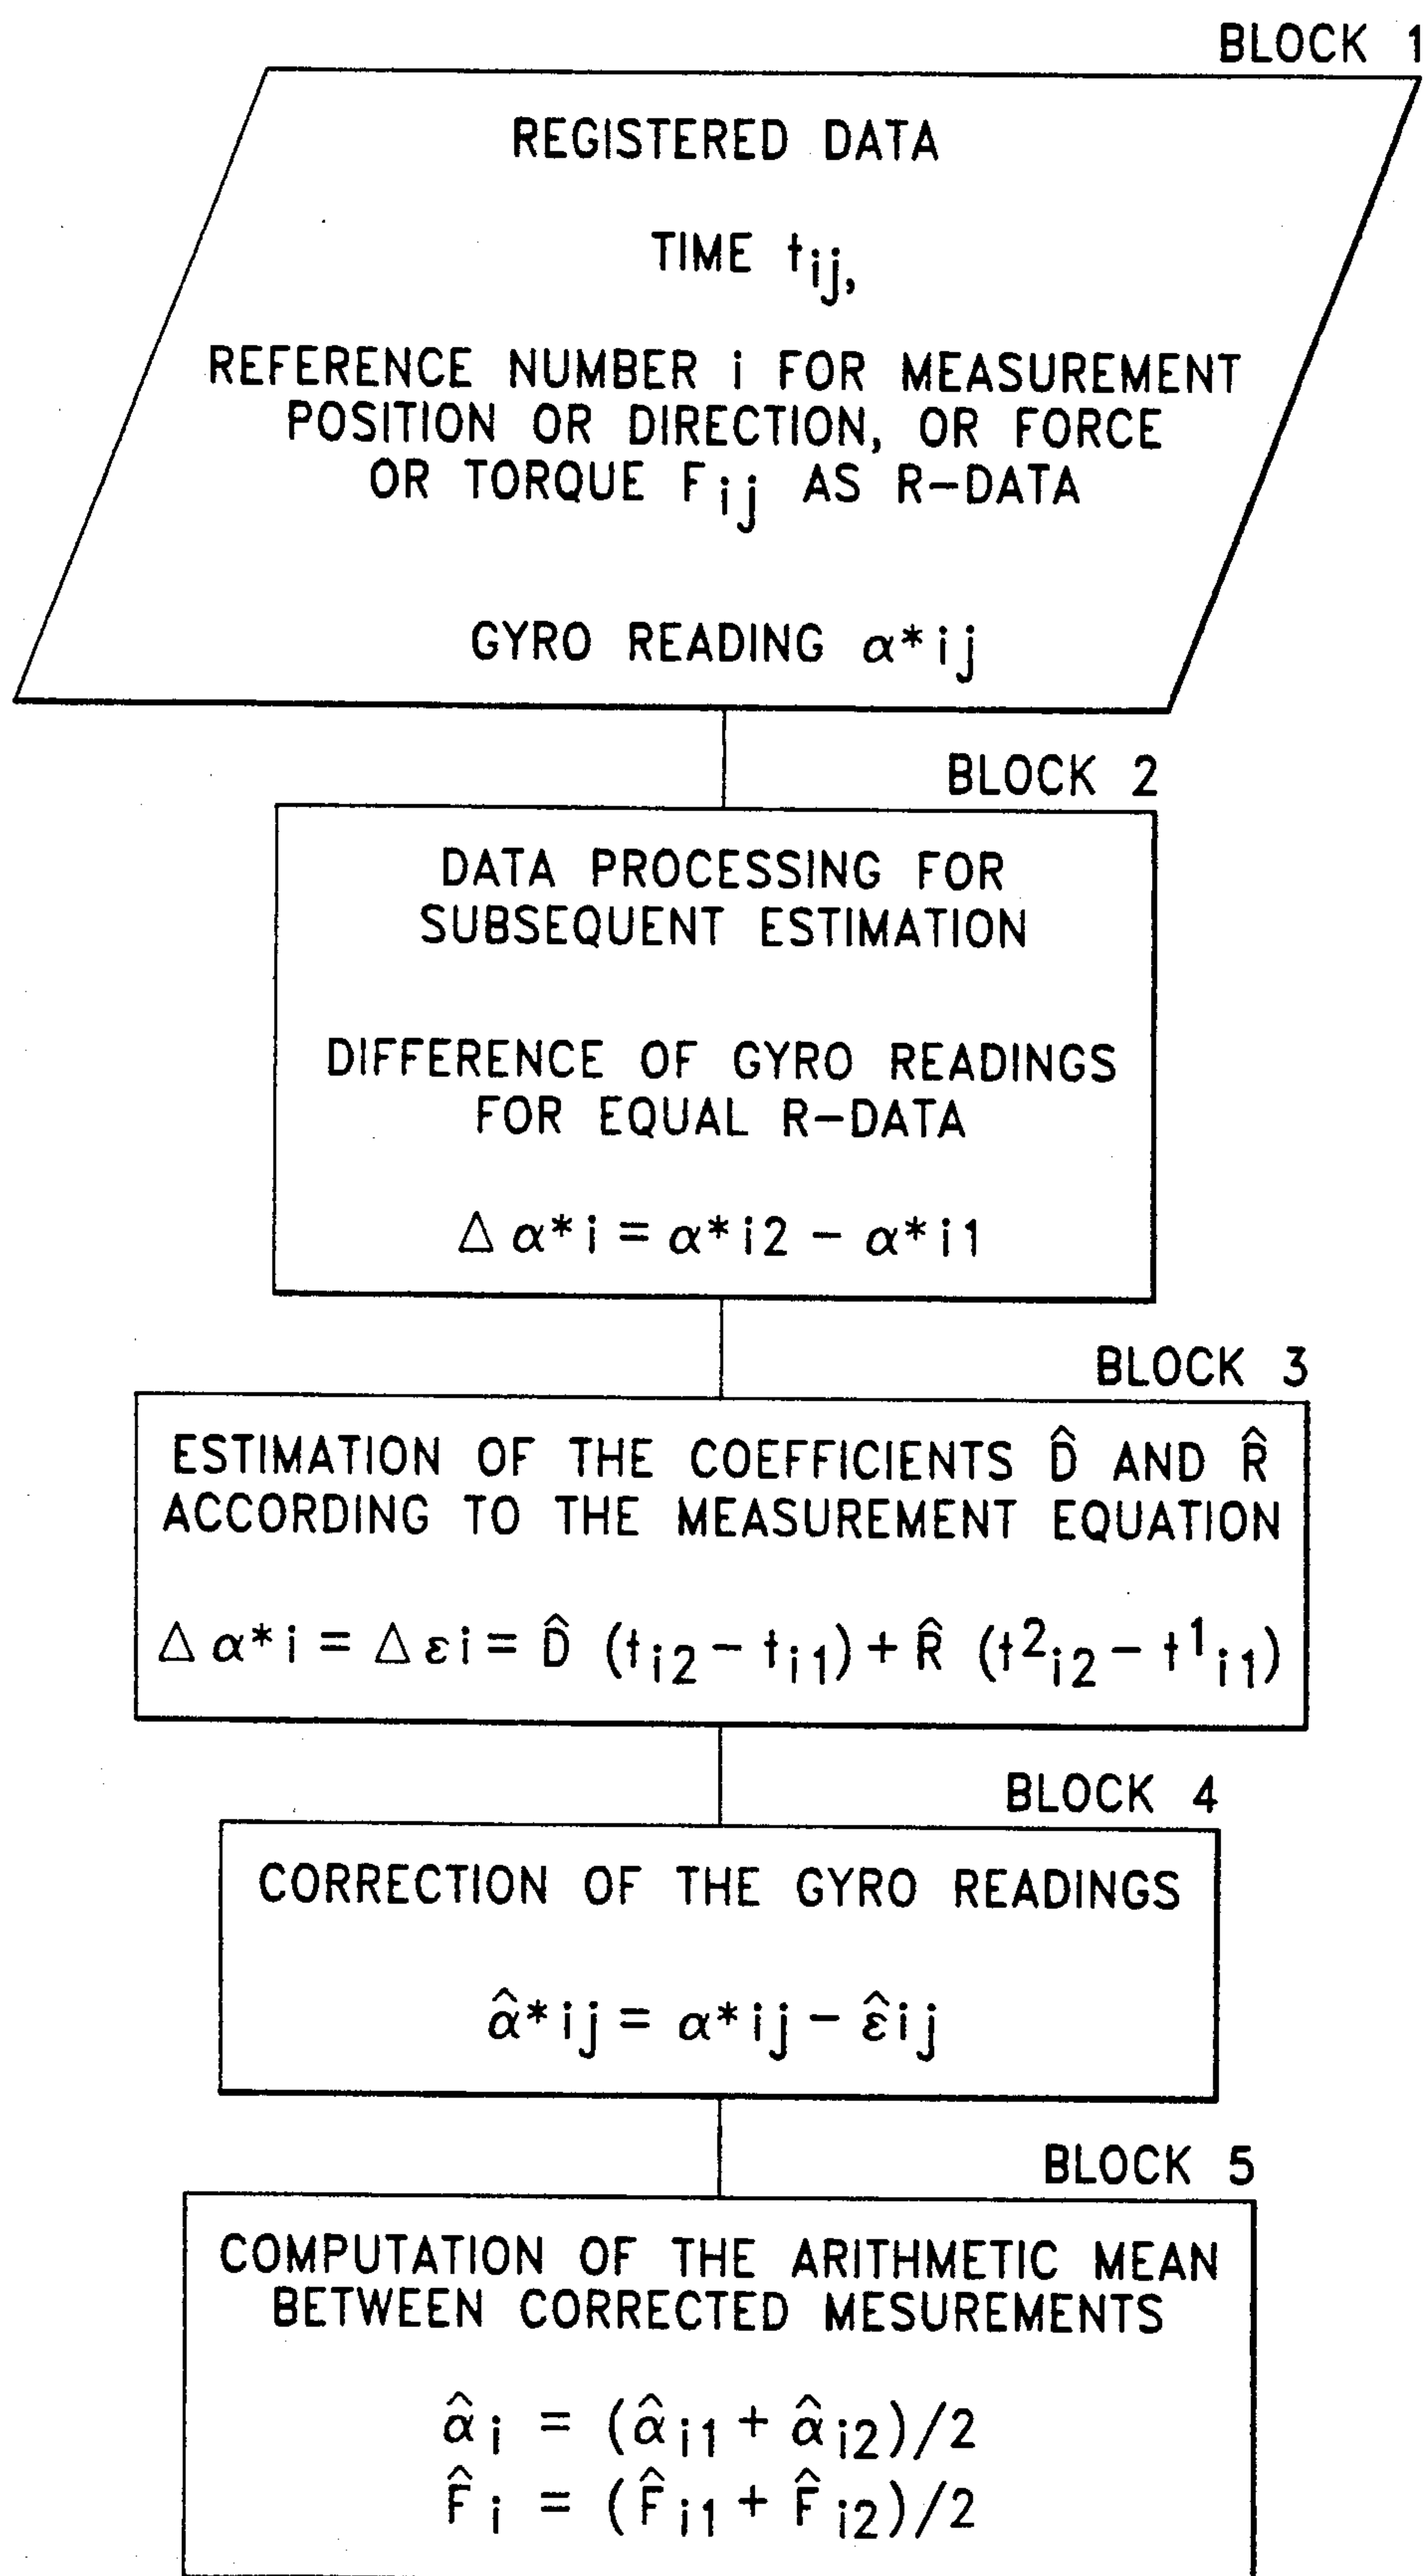 BLOCK 1
REGISTERED DATA
TIME tij,
REFERENCE NUMBER i FOR MEASUREMENT
POSITION OR DIRECTION, OR FORCE
OR TORQUE Fij AS R-DATA
GYRO READING α*ij
BLOCK 2
DATA PROCESSING FOR
SUBSEQUENT ESTIMATION
DIFFERENCE OF GYRO READINGS
FOR EQUAL R-DATA
Δα*i = α*i2 - α*i1
BLOCK 3
ESTIMATION OF THE COEFFICIENTS D̂ AND R̂
ACCORDING TO THE MEASUREMENT EQUATION
Δα*i = Δεi = D̂ (ti2 - ti1) + R̂ (t²i2 - t¹i1)
BLOCK 4
CORRECTION OF THE GYRO READINGS
α̂*ij = α*ij - ε̂ij
BLOCK 5
COMPUTATION OF THE ARITHMETIC MEAN
BETWEEN CORRECTED MESUREMENTS
α̂i = (α̂i1 + α̂i2)/2
F̂i = (F̂i1 + F̂i2)/2